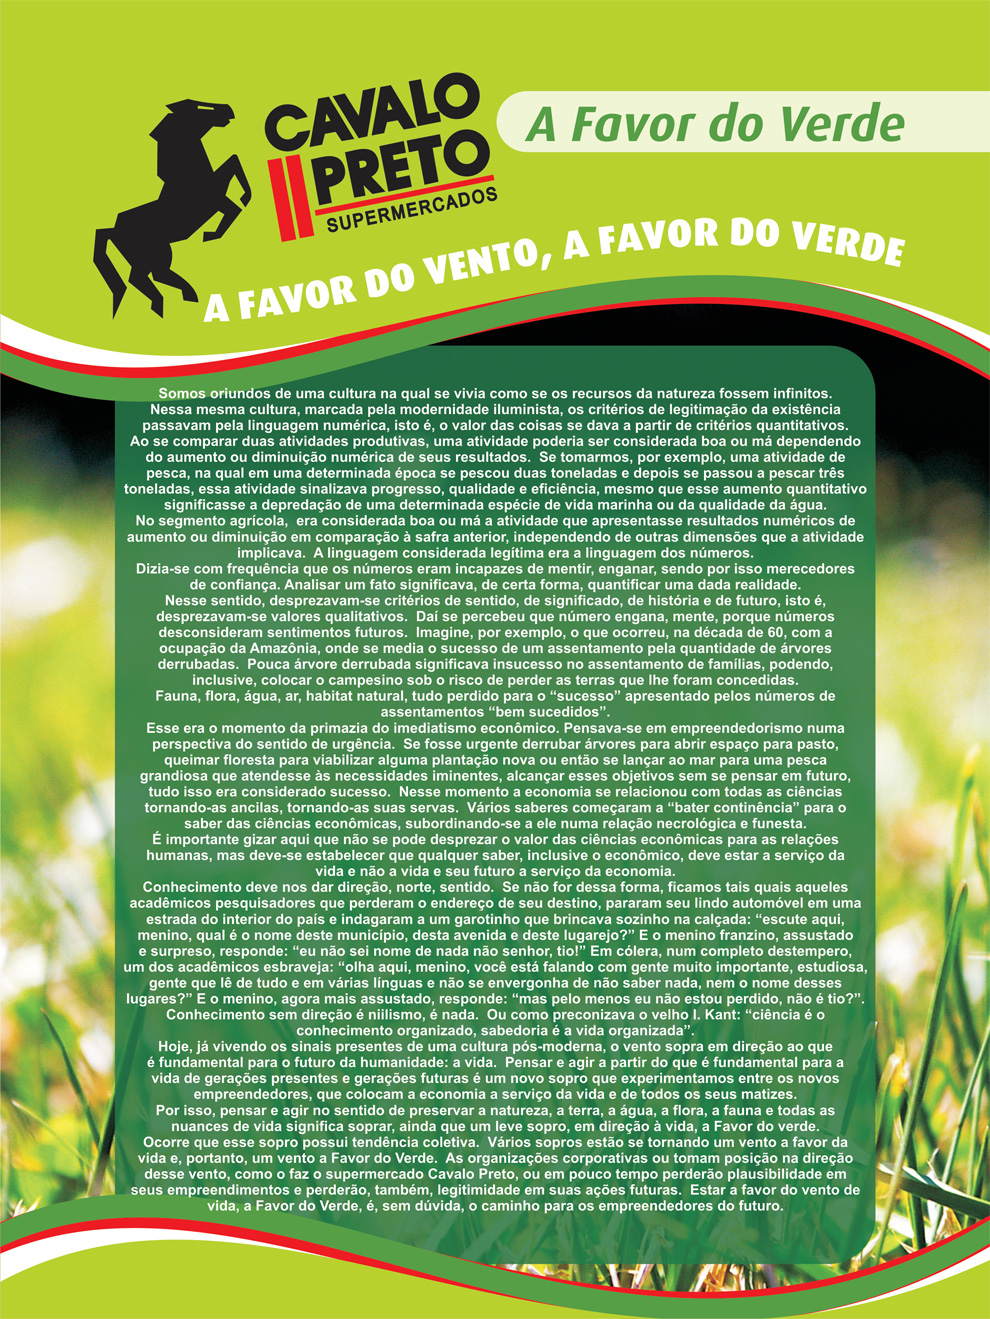 CAVALO
PRETO
SUPERMERCADOS
A Favor do Verde
A FAVOR DO VENTO, A FAVOR DO VERDE
Somos oriundos de uma cultura na qual se vivia como se os recursos da natureza fossem infinitos.
Nessa mesma cultura, marcada pela modernidade iluminista, os critérios de legitimação da existência
passavam pela linguagem numérica, isto é, o valor das coisas se dava a partir de critérios quantitativos.
Ao se comparar duas atividades produtivas, uma atividade poderia ser considerada boa ou má dependendo
do aumento ou diminuição numérica de seus resultados.  Se tomarmos, por exemplo, uma atividade de
pesca, na qual em uma determinada época se pescou duas toneladas e depois se passou a pescar três
toneladas, essa atividade sinalizava progresso, qualidade e eficiência, mesmo que esse aumento quantitativo
significasse a depredação de uma determinada espécie de vida marinha ou da qualidade da água.
No segmento agrícola,  era considerada boa ou má a atividade que apresentasse resultados numéricos de
aumento ou diminuição em comparação à safra anterior, independendo de outras dimensões que a atividade
implicava.  A linguagem considerada legítima era a linguagem dos números.
Dizia-se com frequência que os números eram incapazes de mentir, enganar, sendo por isso merecedores
de confiança. Analisar um fato significava, de certa forma, quantificar uma dada realidade.
Nesse sentido, desprezavam-se critérios de sentido, de significado, de história e de futuro, isto é,
desprezavam-se valores qualitativos.  Daí se percebeu que número engana, mente, porque números
desconsideram sentimentos futuros.  Imagine, por exemplo, o que ocorreu, na década de 60, com a
ocupação da Amazônia, onde se media o sucesso de um assentamento pela quantidade de árvores
derrubadas.  Pouca árvore derrubada significava insucesso no assentamento de famílias, podendo,
inclusive, colocar o campesino sob o risco de perder as terras que lhe foram concedidas.
Fauna, flora, água, ar, habitat natural, tudo perdido para o “sucesso” apresentado pelos números de
assentamentos “bem sucedidos”.
Esse era o momento da primazia do imediatismo econômico. Pensava-se em empreendedorismo numa
perspectiva do sentido de urgência.  Se fosse urgente derrubar árvores para abrir espaço para pasto,
queimar floresta para viabilizar alguma plantação nova ou então se lançar ao mar para uma pesca
grandiosa que atendesse às necessidades iminentes, alcançar esses objetivos sem se pensar em futuro,
tudo isso era considerado sucesso.  Nesse momento a economia se relacionou com todas as ciências
tornando-as ancilas, tornando-as suas servas.  Vários saberes começaram a “bater continência” para o
saber das ciências econômicas, subordinando-se a ele numa relação necrológica e funesta.
É importante gizar aqui que não se pode desprezar o valor das ciências econômicas para as relações
humanas, mas deve-se estabelecer que qualquer saber, inclusive o econômico, deve estar a serviço da
vida e não a vida e seu futuro a serviço da economia.
Conhecimento deve nos dar direção, norte, sentido.  Se não for dessa forma, ficamos tais quais aqueles
acadêmicos pesquisadores que perderam o endereço de seu destino, pararam seu lindo automóvel em uma
estrada do interior do país e indagaram a um garotinho que brincava sozinho na calçada: “escute aqui,
menino, qual é o nome deste município, desta avenida e deste lugarejo?” E o menino franzino, assustado
e surpreso, responde: “eu não sei nome de nada não senhor, tio!” Em cólera, num completo destempero,
um dos acadêmicos esbraveja: “olha aqui, menino, você está falando com gente muito importante, estudiosa,
gente que lê de tudo e em várias línguas e não se envergonha de não saber nada, nem o nome desses
lugares?” E o menino, agora mais assustado, responde: “mas pelo menos eu não estou perdido, não é tio?”.
Conhecimento sem direção é niilismo, é nada.  Ou como preconizava o velho I. Kant: “ciência é o
conhecimento organizado, sabedoria é a vida organizada”.
Hoje, já vivendo os sinais presentes de uma cultura pós-moderna, o vento sopra em direção ao que
é fundamental para o futuro da humanidade: a vida.  Pensar e agir a partir do que é fundamental para a
vida de gerações presentes e gerações futuras é um novo sopro que experimentamos entre os novos
empreendedores, que colocam a economia a serviço da vida e de todos os seus matizes.
Por isso, pensar e agir no sentido de preservar a natureza, a terra, a água, a flora, a fauna e todas as
nuances de vida significa soprar, ainda que um leve sopro, em direção à vida, a Favor do verde.
Ocorre que esse sopro possui tendência coletiva.  Vários sopros estão se tornando um vento a favor da
vida e, portanto, um vento a Favor do Verde.  As organizações corporativas ou tomam posição na direção
desse vento, como o faz o supermercado Cavalo Preto, ou em pouco tempo perderão plausibilidade em
seus empreendimentos e perderão, também, legitimidade em suas ações futuras.  Estar a favor do vento de
vida, a Favor do Verde, é, sem dúvida, o caminho para os empreendedores do futuro.